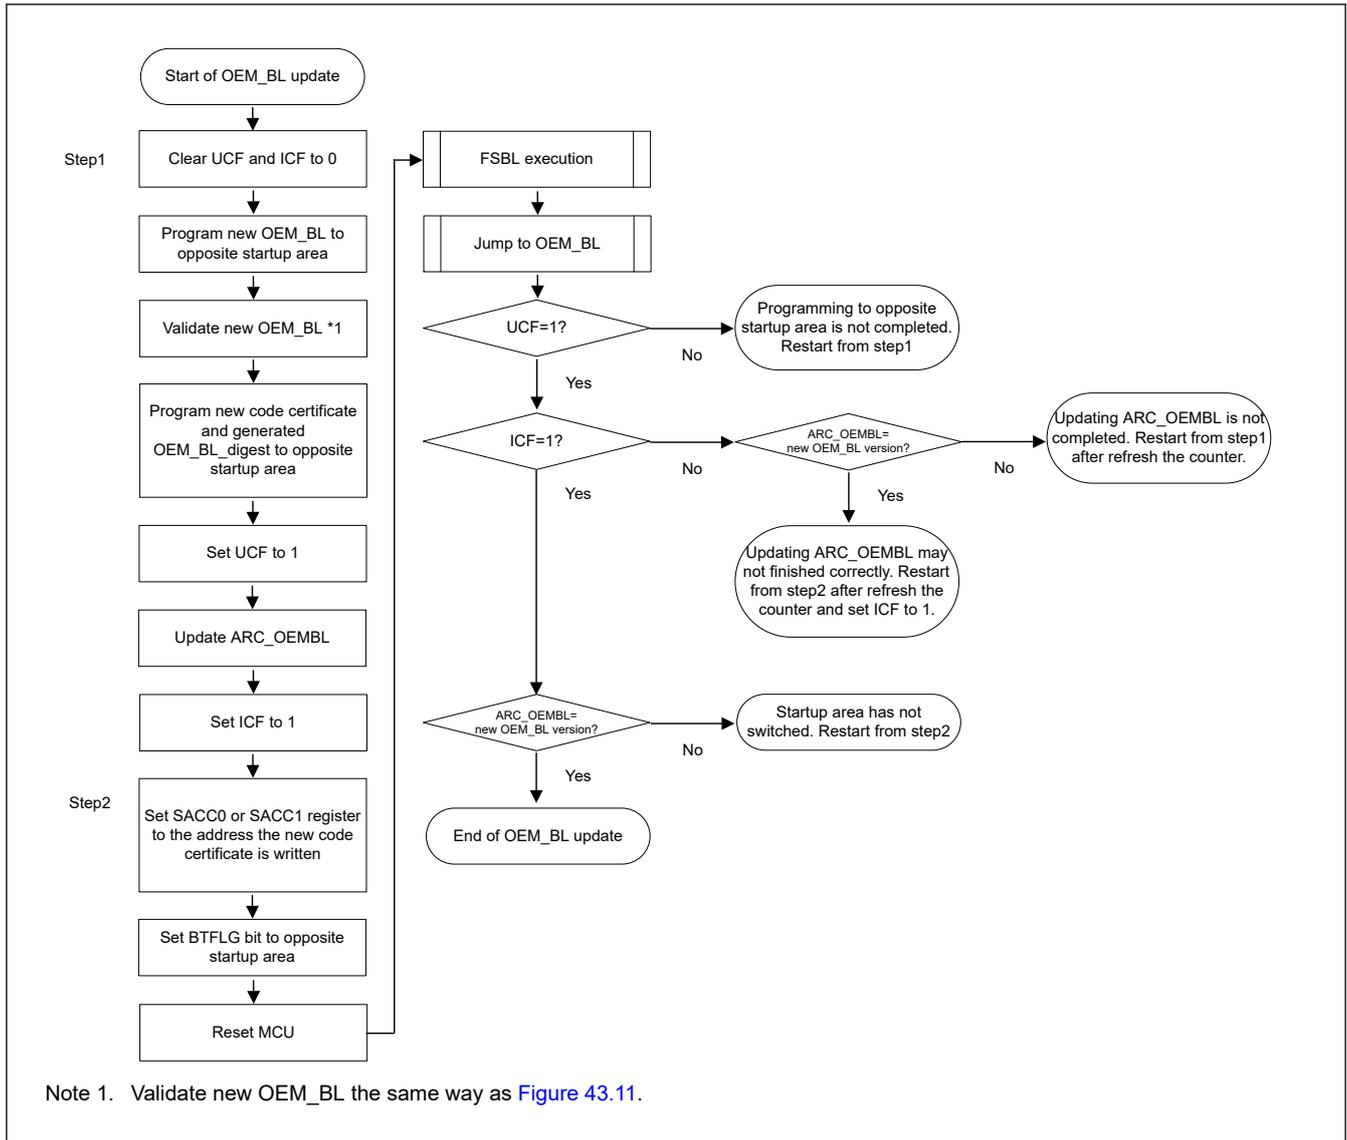 Start of OEM_BL update
Step1
Clear UCF and ICF to 0
Program new OEM_BL to
opposite startup area
Validate new OEM_BL *1
Program new code certificate
and generated
OEM_BL_digest to opposite
startup area
Set UCF to 1
Update ARC_OEMBL
Set ICF to 1
Step2
Set SACC0 or SACC1 register
to the address the new code
certificate is written
Set BTFLG bit to opposite
startup area
Reset MCU
FSBL execution
Jump to OEM_BL
UCF=1?
No
Programming to opposite
startup area is not completed.
Restart from step1
Yes
ICF=1?
No
ARC_OEMBL=
new OEM_BL version?
No
Updating ARC_OEMBL is not
completed. Restart from step1
after refresh the counter.
Yes
Updating ARC_OEMBL may
not finished correctly. Restart
from step2 after refresh the
counter and set ICF to 1.
Yes
ARC_OEMBL=
new OEM_BL version?
No
Startup area has not
switched. Restart from step2
Yes
End of OEM_BL update
Note 1. Validate new OEM_BL the same way as Figure 43.11.